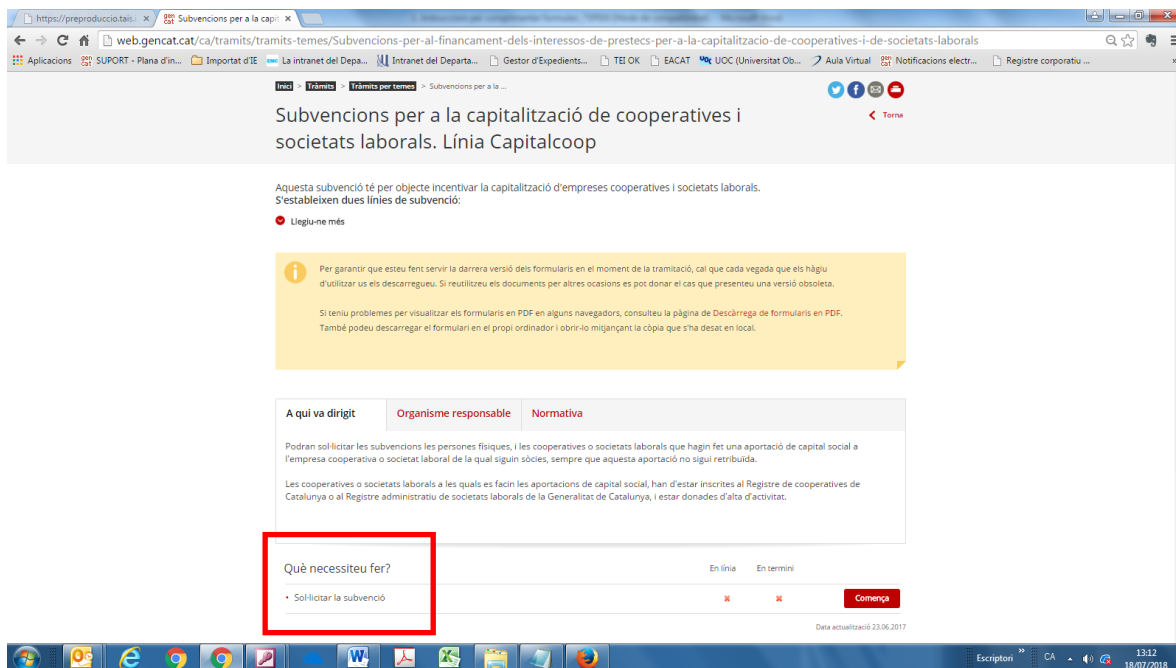 https://preproduccio.tais.i
Subvencions per a la capit
web.gencat.cat/ca/tramits/tramits-temes/Subvencions-per-al-financament-dels-interessos-de-prestecs-per-a-la-capitalitzacio-de-cooperatives-i-de-societats-laborals
Aplicacions SUPORT - Plana d'in... Importat d'IE La intranet del Depa... Intranet del Departa... Gestor d'Expedients... TEI OK EACAT UOC (Universitat Ob... Aula Virtual Notificacions electr... Registre corporatiu ...
Inici > Tràmits > Tràmits per temes > Subvencions per a la ...
Subvencions per a la capitalització de cooperatives i
societats laborals. Línia Capitalcoop
Torna
Aquesta subvenció té per objecte incentivar la capitalització d'empreses cooperatives i societats laborals.
S'estableixen dues línies de subvenció:
Llegiu-ne més
Per garantir que esteu fent servir la darrera versió dels formularis en el moment de la tramitació, cal que cada vegada que els hàgiu
d'utilitzar us els descarregueu. Si reutilitzeu els documents per altres ocasions es pot donar el cas que presenteu una versió obsoleta.
Si teniu problemes per visualitzar els formularis en PDF en alguns navegadors, consulteu la pàgina de Descàrrega de formularis en PDF.
També podeu descarregar el formulari en el propi ordinador i obrir-lo mitjançant la còpia que s'ha desat en local.
A qui va dirigit Organisme responsable Normativa
Podran sol·licitar les subvencions les persones físiques, i les cooperatives o societats laborals que hagin fet una aportació de capital social a
l'empresa cooperativa o societat laboral de la qual siguin sòcies, sempre que aquesta aportació no sigui retribuïda.
Les cooperatives o societats laborals a les quals es facin les aportacions de capital social, han d'estar inscrites al Registre de cooperatives de
Catalunya o al Registre administratiu de societats laborals de la Generalitat de Catalunya, i estar donades d'alta d'activitat.
Què necessiteu fer? En línia En termini
• Sol·licitar la subvenció Comença
Data actualització 23.06.2017
Escriptori » CA 13:12
18/07/2018